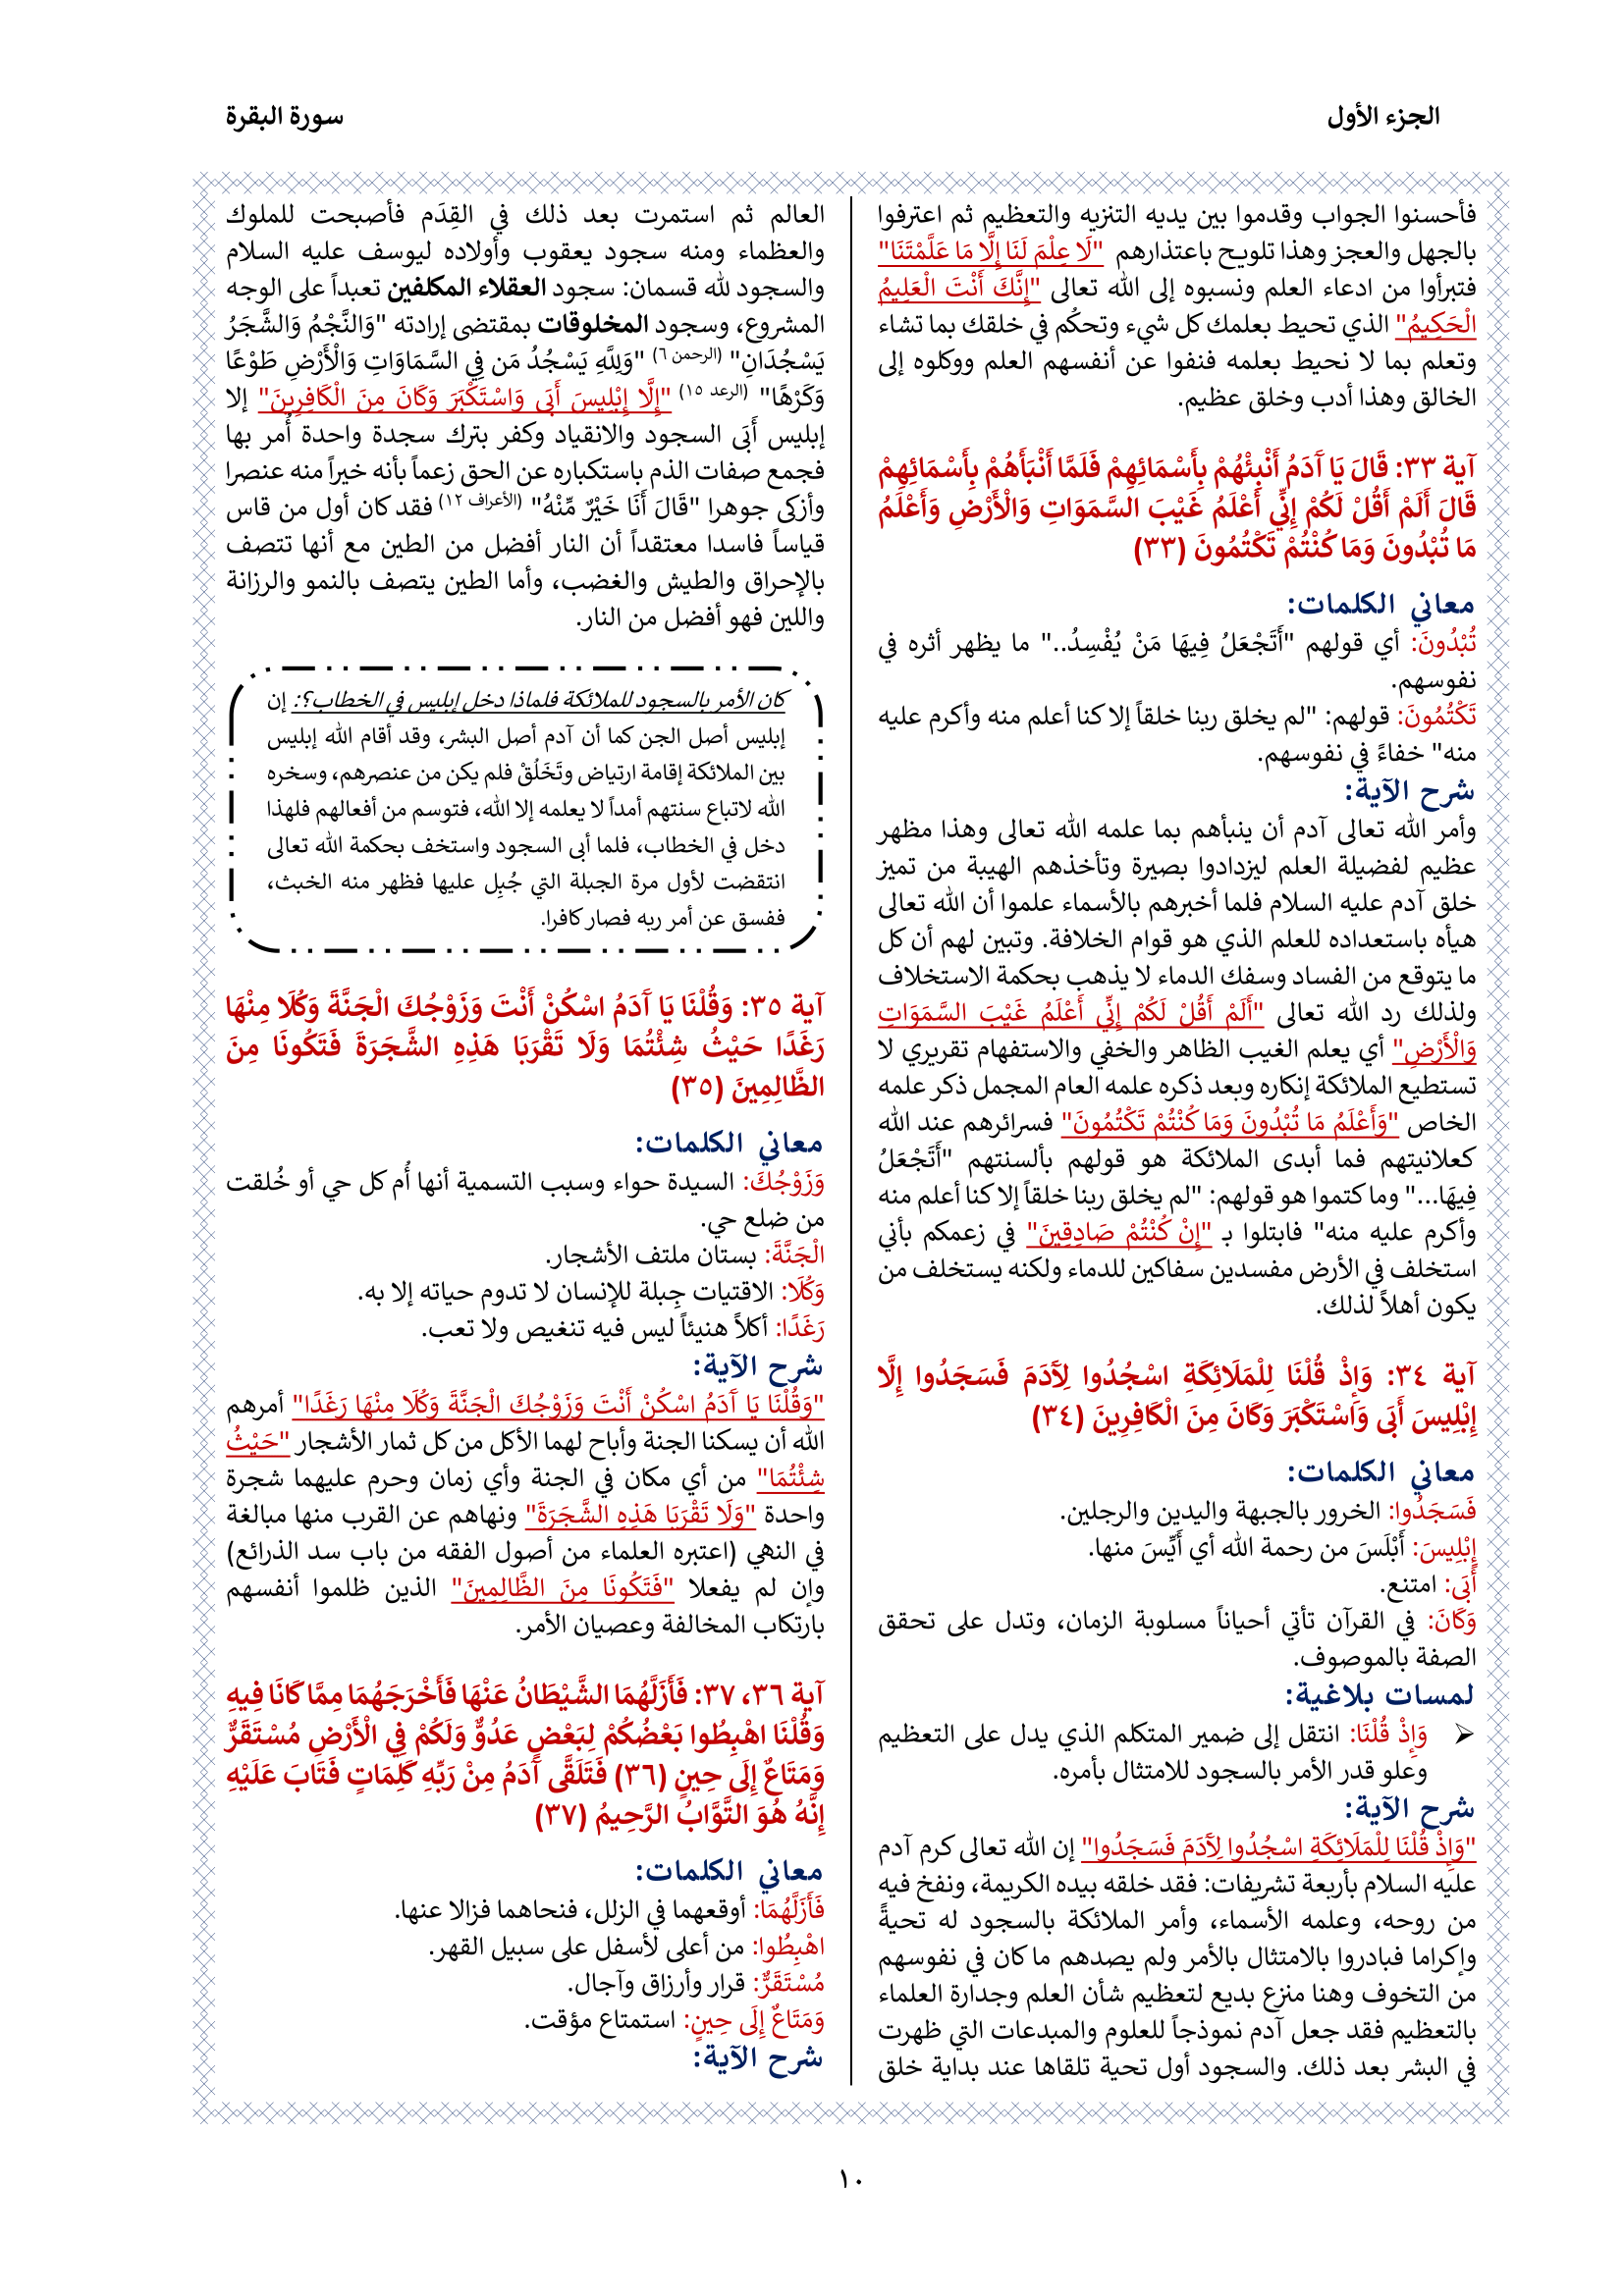 الجزء الأول
سورة البقرة
فأحسنوا الجواب وقدموا بين يديه التنزيه والتعظيم ثم اعترفوا
بالجهل والعجز وهذا تلويح باعتذارهم "لَا عِلْمَ لَنَا إِلَّا مَا عَلَّمْتَنَا"
فتبرأوا من ادعاء العلم ونسبوه إلى الله تعالى "إِنَّكَ أَنْتَ الْعَلِيمُ
الْحَكِيمُ" الذي تحيط بعلمك كل شيء وتحكُم في خلقك بما تشاء
وتعلم بما لا نحيط بعلمه فنفوا عن أنفسهم العلم ووكلوه إلى
الخالق وهذا أدب وخلق عظيم.
آية ٣٣: قَالَ يَا آَدَمُ أَنْبِئْهُمْ بِأَسْمَائِهِمْ فَلَمَّا أَنْبَأَهُمْ بِأَسْمَائِهِمْ
قَالَ أَلَمْ أَقُلْ لَكُمْ إِنِّي أَعْلَمُ غَيْبَ السَّمَوَاتِ وَالْأَرْضِ وَأَعْلَمُ
مَا تُبْدُونَ وَمَا كُنْتُمْ تَكْتُمُونَ (٣٣)
معاني الكلمات:
تُبْدُونَ: أي قولهم "أَتَجْعَلُ فِيهَا مَنْ يُفْسِدُ.." ما يظهر أثره في
نفوسهم.
تَكْتُمُونَ: قولهم: "لم يخلق ربنا خلقاً إلا كنا أعلم منه وأكرم عليه
منه" خفاءً في نفوسهم.
شرح الآية:
وأمر الله تعالى آدم أن ينبأهم بما علمه الله تعالى وهذا مظهر
عظيم لفضيلة العلم ليزدادوا بصيرة وتأخذهم الهيبة من تميز
خلق آدم عليه السلام فلما أخبرهم بالأسماء علموا أن الله تعالى
هيأه باستعداده للعلم الذي هو قوام الخلافة. وتبين لهم أن كل
ما يتوقع من الفساد وسفك الدماء لا يذهب بحكمة الاستخلاف
ولذلك رد الله تعالى "أَلَمْ أَقُلْ لَكُمْ إِنِّي أَعْلَمُ غَيْبَ السَّمَوَاتِ
وَالْأَرْضِ" أي يعلم الغيب الظاهر والخفي والاستفهام تقريري لا
تستطيع الملائكة إنكاره وبعد ذكره علمه العام المجمل ذكر علمه
الخاص "وَأَعْلَمُ مَا تُبْدُونَ وَمَا كُنْتُمْ تَكْتُمُونَ" فسرائرهم عند الله
كعلانيتهم فما أبدى الملائكة هو قولهم بألسنتهم "أَتَجْعَلُ
فِيهَا..." وما كتموا هو قولهم: "لم يخلق ربنا خلقاً إلا كنا أعلم منه
وأكرم عليه منه" فابتلوا بـ "إِنْ كُنْتُمْ صَادِقِينَ" في زعمكم بأني
استخلف في الأرض مفسدين سفاكين للدماء ولكنه يستخلف من
يكون أهلاً لذلك.
آية ٣٤: وَإِذْ قُلْنَا لِلْمَلَائِكَةِ اسْجُدُوا لِآَدَمَ فَسَجَدُوا إِلَّا
إِبْلِيسَ أَبَى وَاسْتَكْبَرَ وَكَانَ مِنَ الْكَافِرِينَ (٣٤)
معاني الكلمات:
فَسَجَدُوا: الخرور بالجبهة واليدين والرجلين.
إِبْلِيسَ: أَبْلَسَ من رحمة الله أي أَيِّسَ منها.
أَبَى: امتنع.
وَكَانَ: في القرآن تأتي أحياناً مسلوبة الزمان، وتدل على تحقق
الصفة بالموصوف.
لمسات بلاغية:
➢ وَإِذْ قُلْنَا: انتقل إلى ضمير المتكلم الذي يدل على التعظيم
وعلو قدر الأمر بالسجود للامتثال بأمره.
شرح الآية:
"وَإِذْ قُلْنَا لِلْمَلَائِكَةِ اسْجُدُوا لِآَدَمَ فَسَجَدُوا" إن الله تعالى كرم آدم
عليه السلام بأربعة تشريفات: فقد خلقه بيده الكريمة، ونفخ فيه
من روحه، وعلمه الأسماء، وأمر الملائكة بالسجود له تحيةً
وإكراما فبادروا بالامتثال بالأمر ولم يصدهم ما كان في نفوسهم
من التخوف وهنا منزع بديع لتعظيم شأن العلم وجدارة العلماء
بالتعظيم فقد جعل آدم نموذجاً للعلوم والمبدعات التي ظهرت
في البشر بعد ذلك. والسجود أول تحية تلقاها عند بداية خلق
العالم ثم استمرت بعد ذلك في القِدَم فأصبحت للملوك
والعظماء ومنه سجود يعقوب وأولاده ليوسف عليه السلام
والسجود لله قسمان: سجود العقلاء المكلفين تعبداً على الوجه
المشروع، وسجود المخلوقات بمقتضى إرادته "وَالنَّجْمُ وَالشَّجَرُ
يَسْجُدَانِ" (الرحمن ٦) "وَلِلَّهِ يَسْجُدُ مَن فِي السَّمَاوَاتِ وَالْأَرْضِ طَوْعًا
وَكَرْهًا" (الرعد ١٥) "إِلَّا إِبْلِيسَ أَبَى وَاسْتَكْبَرَ وَكَانَ مِنَ الْكَافِرِينَ" إلا
إبليس أَبَى السجود والانقياد وكفر بترك سجدة واحدة أُمر بها
فجمع صفات الذم باستكباره عن الحق زعماً بأنه خيراً منه عنصرا
وأزكى جوهرا "قَالَ أَنَا خَيْرٌ مِّنْهُ" (الأعراف ١٢) فقد كان أول من قاس
قياساً فاسدا معتقداً أن النار أفضل من الطين مع أنها تتصف
بالإحراق والطيش والغضب، وأما الطين يتصف بالنمو والرزانة
واللين فهو أفضل من النار.
كان الأمر بالسجود للملائكة فلماذا دخل إبليس في الخطاب؟: إن
إبليس أصل الجن كما أن آدم أصل البشر، وقد أقام الله إبليس
بين الملائكة إقامة ارتياض وتَخَلُقْ فلم يكن من عنصرهم، وسخره
الله لاتباع سنتهم أمداً لا يعلمه إلا الله، فتوسم من أفعالهم فلهذا
دخل في الخطاب، فلما أبى السجود واستخف بحكمة الله تعالى
انتقضت لأول مرة الجبلة التي جُبِل عليها فظهر منه الخبث،
ففسق عن أمر ربه فصار كافرا.
آية ٣٥: وَقُلْنَا يَا آَدَمُ اسْكُنْ أَنْتَ وَزَوْجُكَ الْجَنَّةَ وَكُلَا مِنْهَا
رَغَدًا حَيْثُ شِئْتُمَا وَلَا تَقْرَبَا هَذِهِ الشَّجَرَةَ فَتَكُونَا مِنَ
الظَّالِمِينَ (٣٥)
معاني الكلمات:
وَزَوْجُكَ: السيدة حواء وسبب التسمية أنها أُم كل حي أو خُلقت
من ضلع حي.
الْجَنَّةَ: بستان ملتف الأشجار.
وَكُلَا: الاقتيات جِبلة للإنسان لا تدوم حياته إلا به.
رَغَدًا: أكلاً هنيئاً ليس فيه تنغيص ولا تعب.
شرح الآية:
"وَقُلْنَا يَا آَدَمُ اسْكُنْ أَنْتَ وَزَوْجُكَ الْجَنَّةَ وَكُلَا مِنْهَا رَغَدًا" أمرهم
الله أن يسكنا الجنة وأباح لهما الأكل من كل ثمار الأشجار "حَيْثُ
شِئْتُمَا" من أي مكان في الجنة وأي زمان وحرم عليهما شجرة
واحدة "وَلَا تَقْرَبَا هَذِهِ الشَّجَرَةَ" ونهاهم عن القرب منها مبالغة
في النهي (اعتبره العلماء من أصول الفقه من باب سد الذرائع)
وإن لم يفعلا "فَتَكُونَا مِنَ الظَّالِمِينَ" الذين ظلموا أنفسهم
بارتكاب المخالفة وعصيان الأمر.
آية ٣٦، ٣٧: فَأَزَلَّهُمَا الشَّيْطَانُ عَنْهَا فَأَخْرَجَهُمَا مِمَّا كَانَا فِيهِ
وَقُلْنَا اهْبِطُوا بَعْضُكُمْ لِبَعْضٍ عَدُوٌّ وَلَكُمْ فِي الْأَرْضِ مُسْتَقَرٌّ
وَمَتَاعٌ إِلَى حِينٍ (٣٦) فَتَلَقَّى آَدَمُ مِنْ رَبِّهِ كَلِمَاتٍ فَتَابَ عَلَيْهِ
إِنَّهُ هُوَ التَّوَّابُ الرَّحِيمُ (٣٧)
معاني الكلمات:
فَأَزَلَّهُمَا: أوقعهما في الزلل، فنحاهما فزالا عنها.
اهْبِطُوا: من أعلى لأسفل على سبيل القهر.
مُسْتَقَرٌّ: قرار وأرزاق وآجال.
وَمَتَاعٌ إِلَى حِينٍ: استمتاع مؤقت.
شرح الآية:
١٠